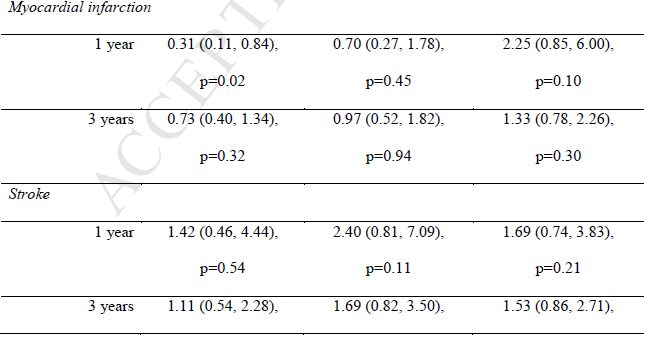 Myocardial infarction
1 year 0.31 (0.11, 0.84), 0.70 (0.27, 1.78), 2.25 (0.85, 6.00),
p=0.02 p=0.45 p=0.10
3 years 0.73 (0.40, 1.34), 0.97 (0.52, 1.82), 1.33 (0.78, 2.26),
p=0.32 p=0.94 p=0.30
Stroke
1 year 1.42 (0.46, 4.44), 2.40 (0.81, 7.09), 1.69 (0.74, 3.83),
p=0.54 p=0.11 p=0.21
3 years 1.11 (0.54, 2.28), 1.69 (0.82, 3.50), 1.53 (0.86, 2.71),
ACCEPT